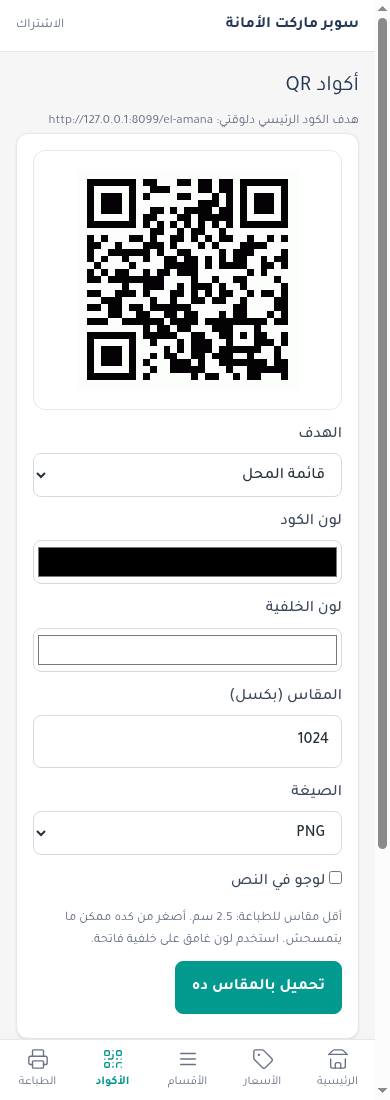 سوبر ماركت الأمانة
الاشتراك
أكواد QR
هدف الكود الرئيسي دلوقتي: http://127.0.0.1:8099/el-amana
الهدف
قائمة المحل
لون الكود
لون الخلفية
المقاس (بكسل)
1024
الصيغة
PNG
لوجو في النص
أقل مقاس للطباعة: 2.5 سم. أصغر من كده ممكن ما
يتمسحش. استخدم لون غامق على خلفية فاتحة.
تحميل بالمقاس ده
الرئيسية
الأسعار
الأقسام
الأكواد
الطباعة